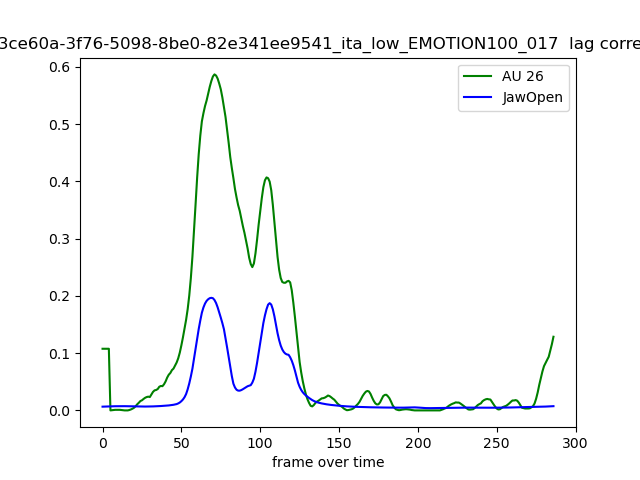 3ce60a-3f76-5098-8be0-82e341ee9541_ita_low_EMOTION100_017  lag corre
AU 26
JawOpen
0.6
0.5
0.4
0.3
0.2
0.1
0.0
0 50 100 150 200 250 300
frame over time